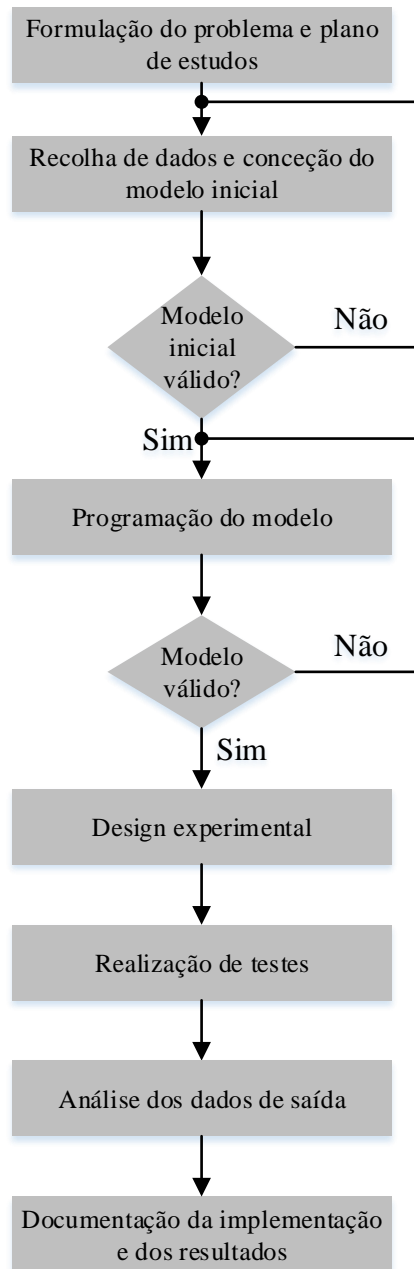 Formulação do problema e plano
de estudos
Recolha de dados e conceção do
modelo inicial
Modelo
inicial
válido?
Não
Sim
Programação do modelo
Modelo
válido?
Não
Sim
Design experimental
Realização de testes
Análise dos dados de saída
Documentação da implementação
e dos resultados